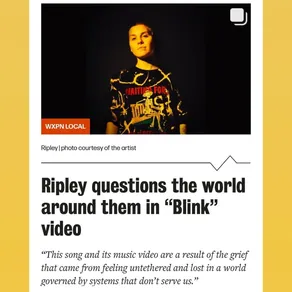 WAITING FOR
WXPN LOCAL
Ripley | photo courtesy of the artist
Ripley questions the world
around them in “Blink”
video
“This song and its music video are a result of the grief
that came from feeling untethered and lost in a world
governed by systems that don’t serve us.”